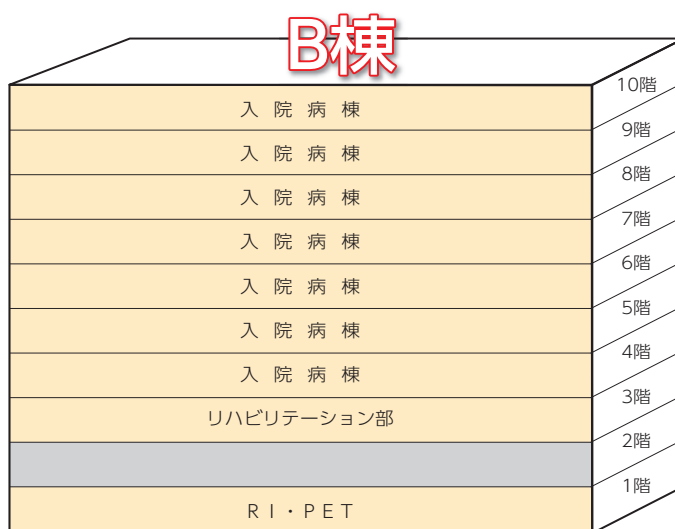 B棟
入院病棟 10階
入院病棟 9階
入院病棟 8階
入院病棟 7階
入院病棟 6階
入院病棟 5階
入院病棟 4階
リハビリテーション部 3階
2階
RI・PET 1階